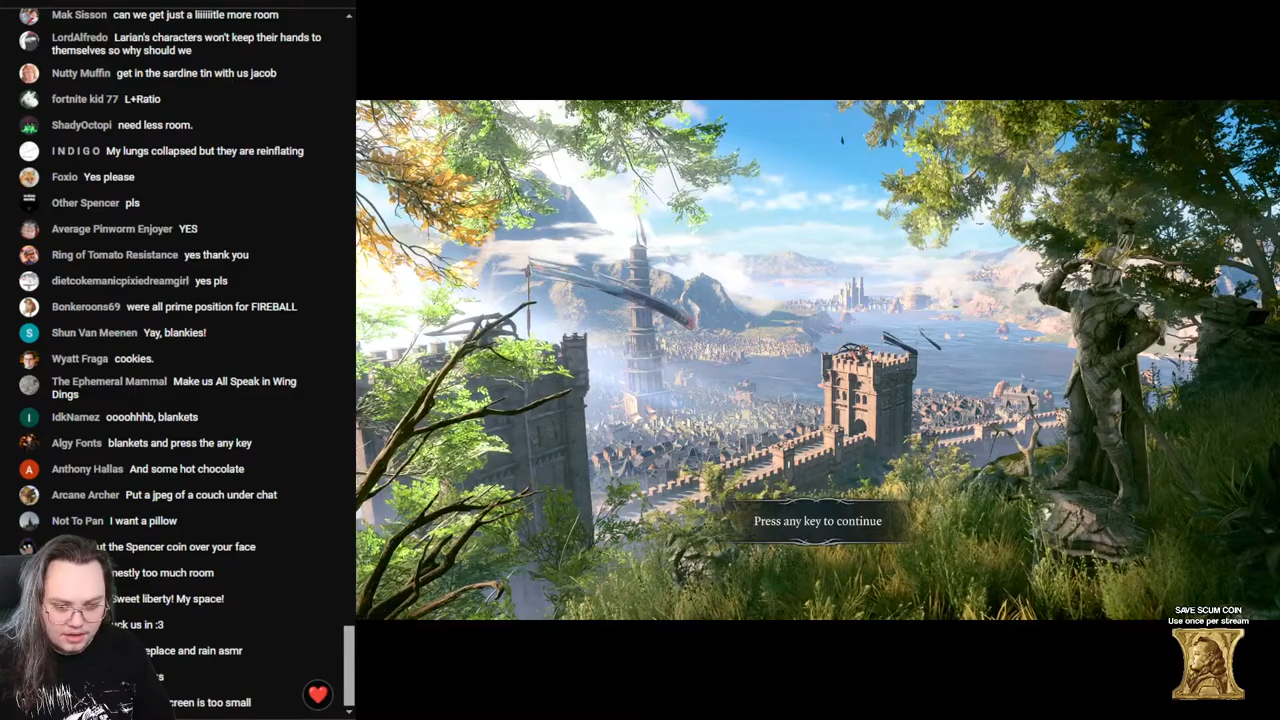 Mak Sisson can we get just a liiiiiitle more room
LordAlfredo Larian's characters won't keep their hands to
themselves so why should we
Nutty Muffin get in the sardine tin with us jacob
fortnite kid 77 L+Ratio
ShadyOctopi need less room.
I N D I G O My lungs collapsed but they are reinflating
Foxio Yes please
Other Spencer pls
Average Pinworm Enjoyer YES
Ring of Tomato Resistance yes thank you
dietcokemanicpixiedreamgirl yes pls
Bonkeroons69 were all prime position for FIREBALL
S
Shun Van Meenen Yay, blankies!
Wyatt Fraga cookies.
The Ephemeral Mammal Make us All Speak in Wing
Dings
I
IdkNamez ooohhhb, blankets
Algy Fonts blankets and press the any key
A
Anthony Hallas And some hot chocolate
Arcane Archer Put a jpeg of a couch under chat
Not To Pan I want a pillow
the Spencer coin over your face
too much room
Sweet liberty! My space!
us in :3
and rain asmr
is too small
Press any key to continue
SAVE SCUM COIN
Use once per stream